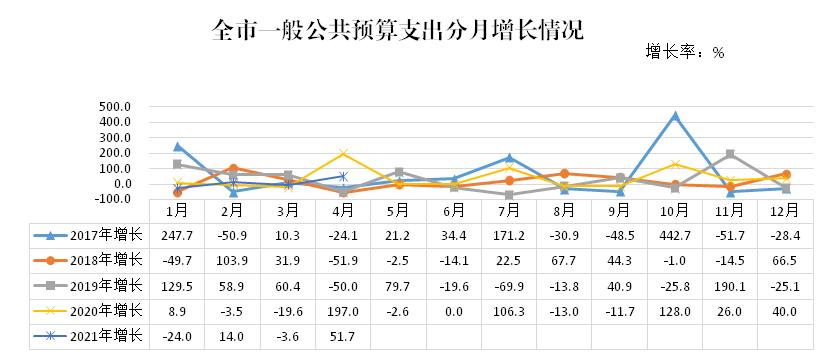 全市一般公共预算支出分月增长情况
增长率：%
500.0
400.0
300.0
200.0
100.0
0.0
-100.0
1月 2月 3月 4月 5月 6月 7月 8月 9月 10月 11月 12月
2017年增长 247.7 -50.9 10.3 -24.1 21.2 34.4 171.2 -30.9 -48.5 442.7 -51.7 -28.4
2018年增长 -49.7 103.9 31.9 -51.9 -2.5 -14.1 22.5 67.7 44.3 -1.0 -14.5 66.5
2019年增长 129.5 58.9 60.4 -50.0 79.7 -19.6 -69.9 -13.8 40.9 -25.8 190.1 -25.1
2020年增长 8.9 -3.5 -19.6 197.0 -2.6 0.0 106.3 -13.0 -11.7 128.0 26.0 40.0
2021年增长 -24.0 14.0 -3.6 51.7